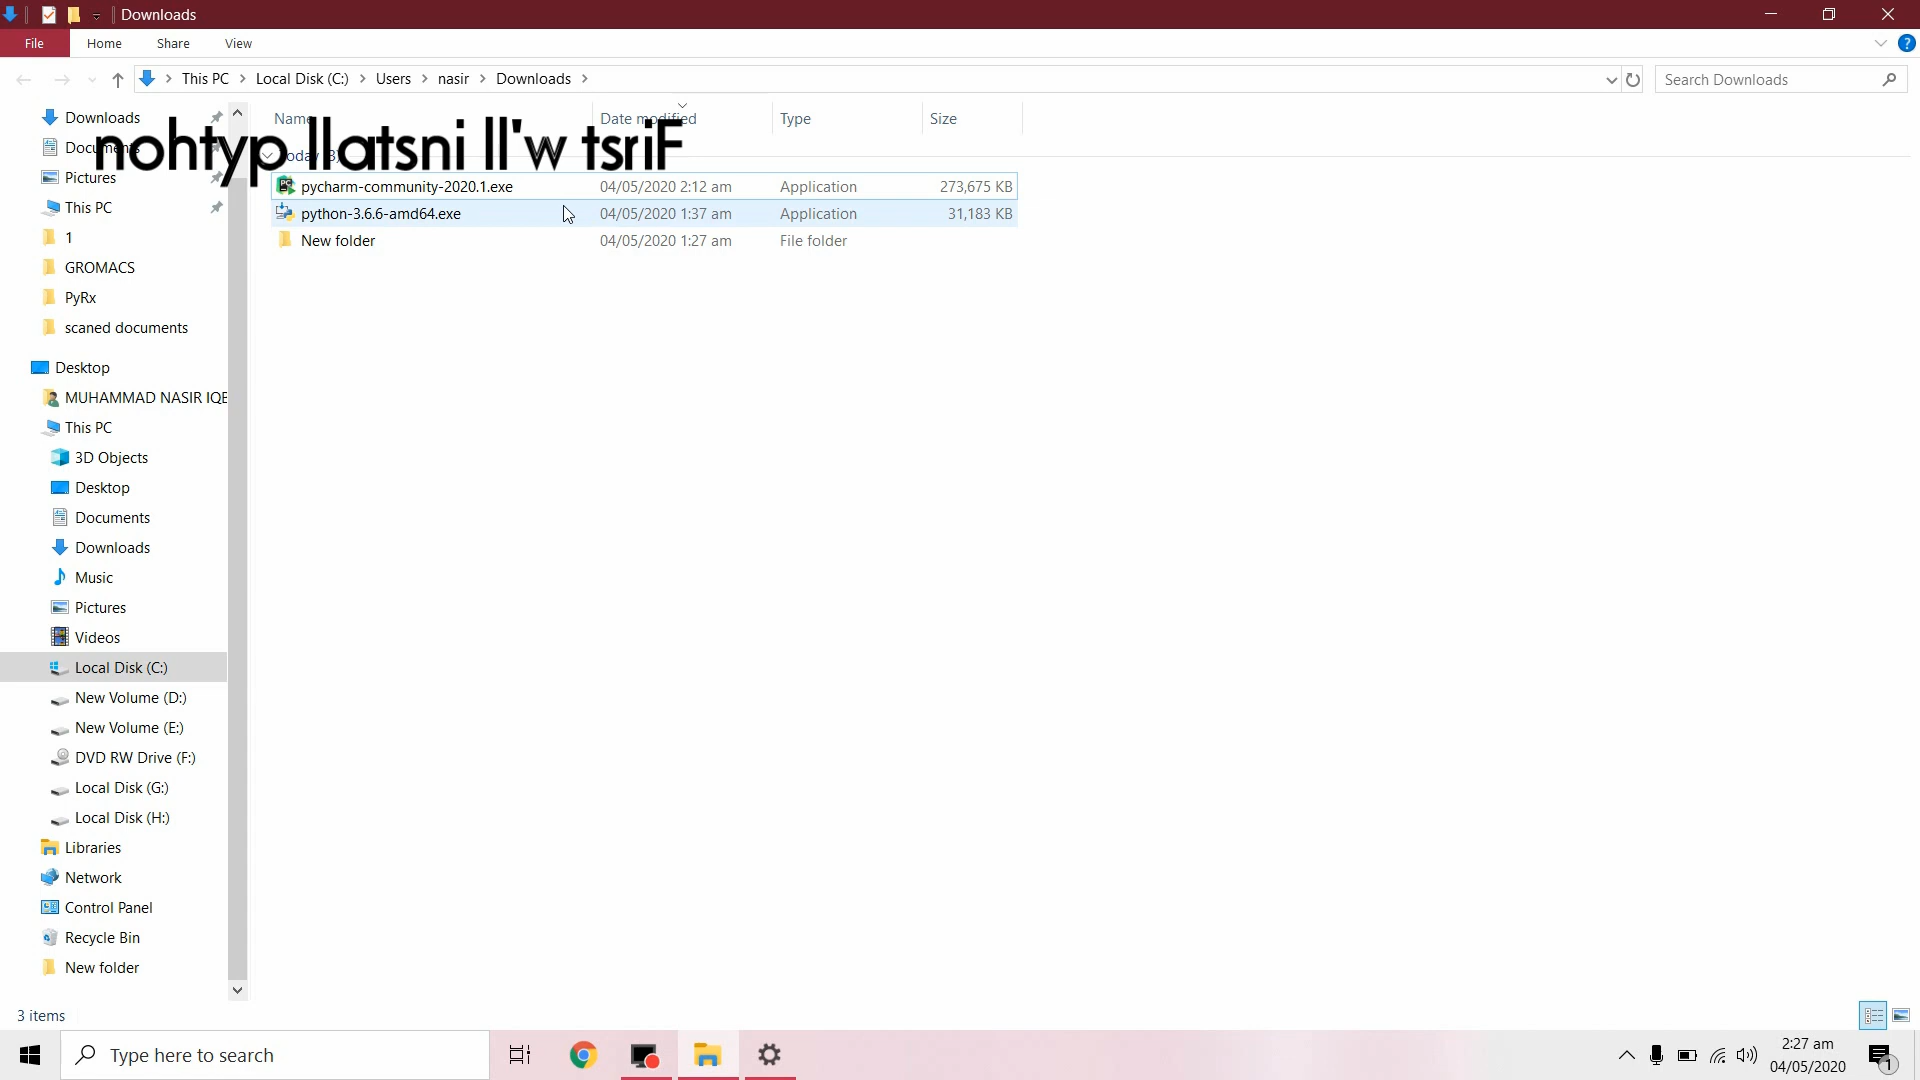 Downloads
File Home Share View
This PC Local Disk (C:) Users nasir Downloads
Search Downloads
Name Date modified Type Size
nohtyp llatsni ll'w tsriF
Today (3)
pycharm-community-2020.1.exe 04/05/2020 2:12 am Application 273,675 KB
python-3.6.6-amd64.exe 04/05/2020 1:37 am Application 31,183 KB
New folder 04/05/2020 1:27 am File folder
Downloads
Documents
Pictures
This PC
1
GROMACS
PyRx
scaned documents
Desktop
MUHAMMAD NASIR IQB
This PC
3D Objects
Desktop
Documents
Downloads
Music
Pictures
Videos
Local Disk (C:)
New Volume (D:)
New Volume (E:)
DVD RW Drive (F:)
Local Disk (G:)
Local Disk (H:)
Libraries
Network
Control Panel
Recycle Bin
New folder
3 items
Type here to search
2:27 am
04/05/2020
1